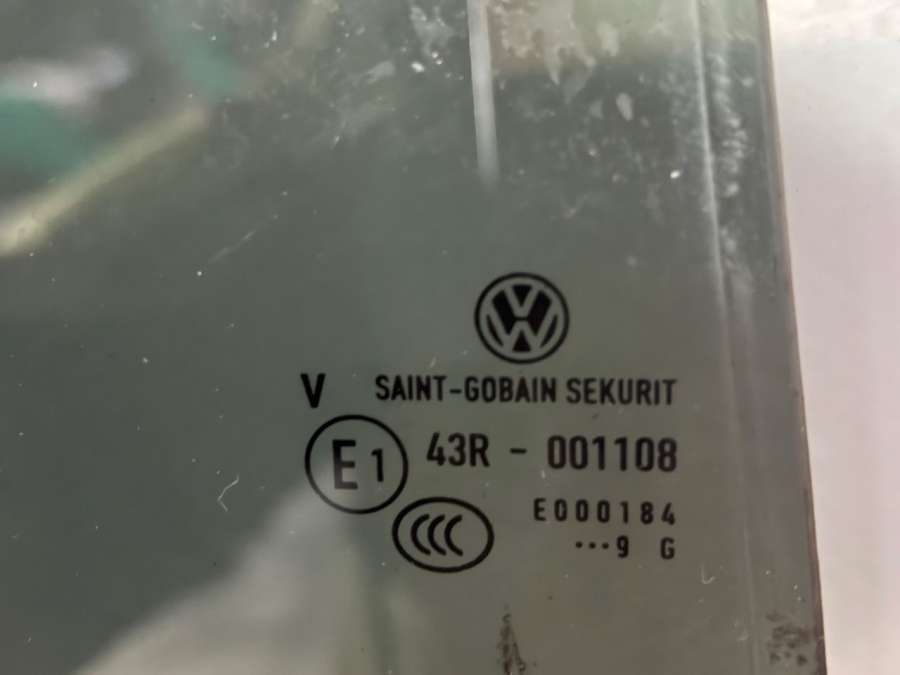 V SAINT-GOBAIN SEKURIT
E1 43R - 001108
E000184
•••9 G